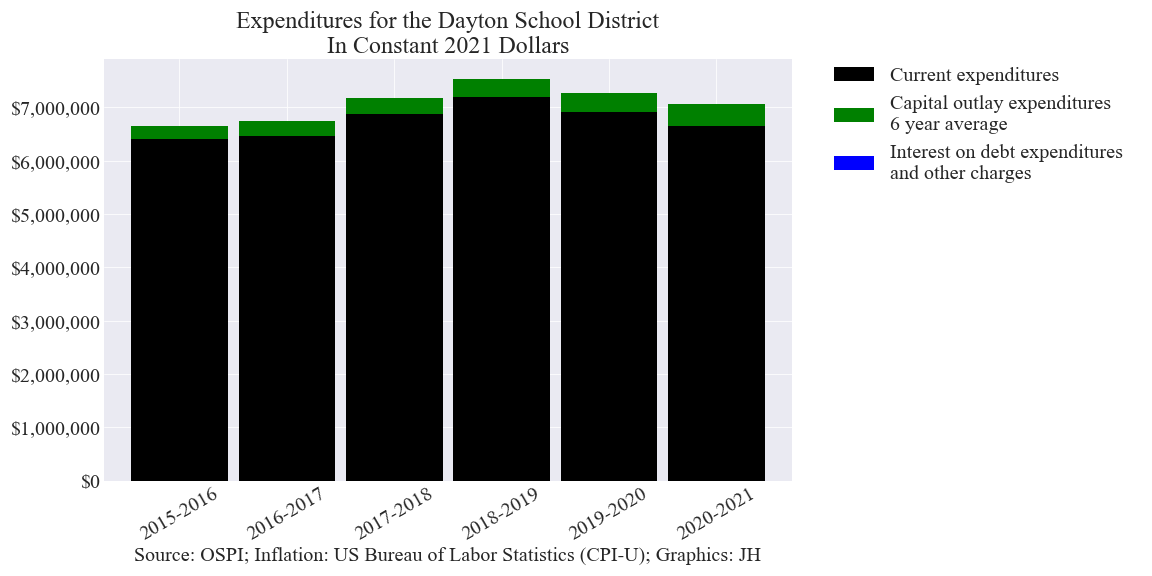 Expenditures for the Dayton School District
In Constant 2021 Dollars
Current expenditures
Capital outlay expenditures
6 year average
Interest on debt expenditures
and other charges
$7,000,000
$6,000,000
$5,000,000
$4,000,000
$3,000,000
$2,000,000
$1,000,000
$0
2015-2016
2016-2017
2017-2018
2018-2019
2019-2020
2020-2021
Source: OSPI; Inflation: US Bureau of Labor Statistics (CPI-U); Graphics: JH